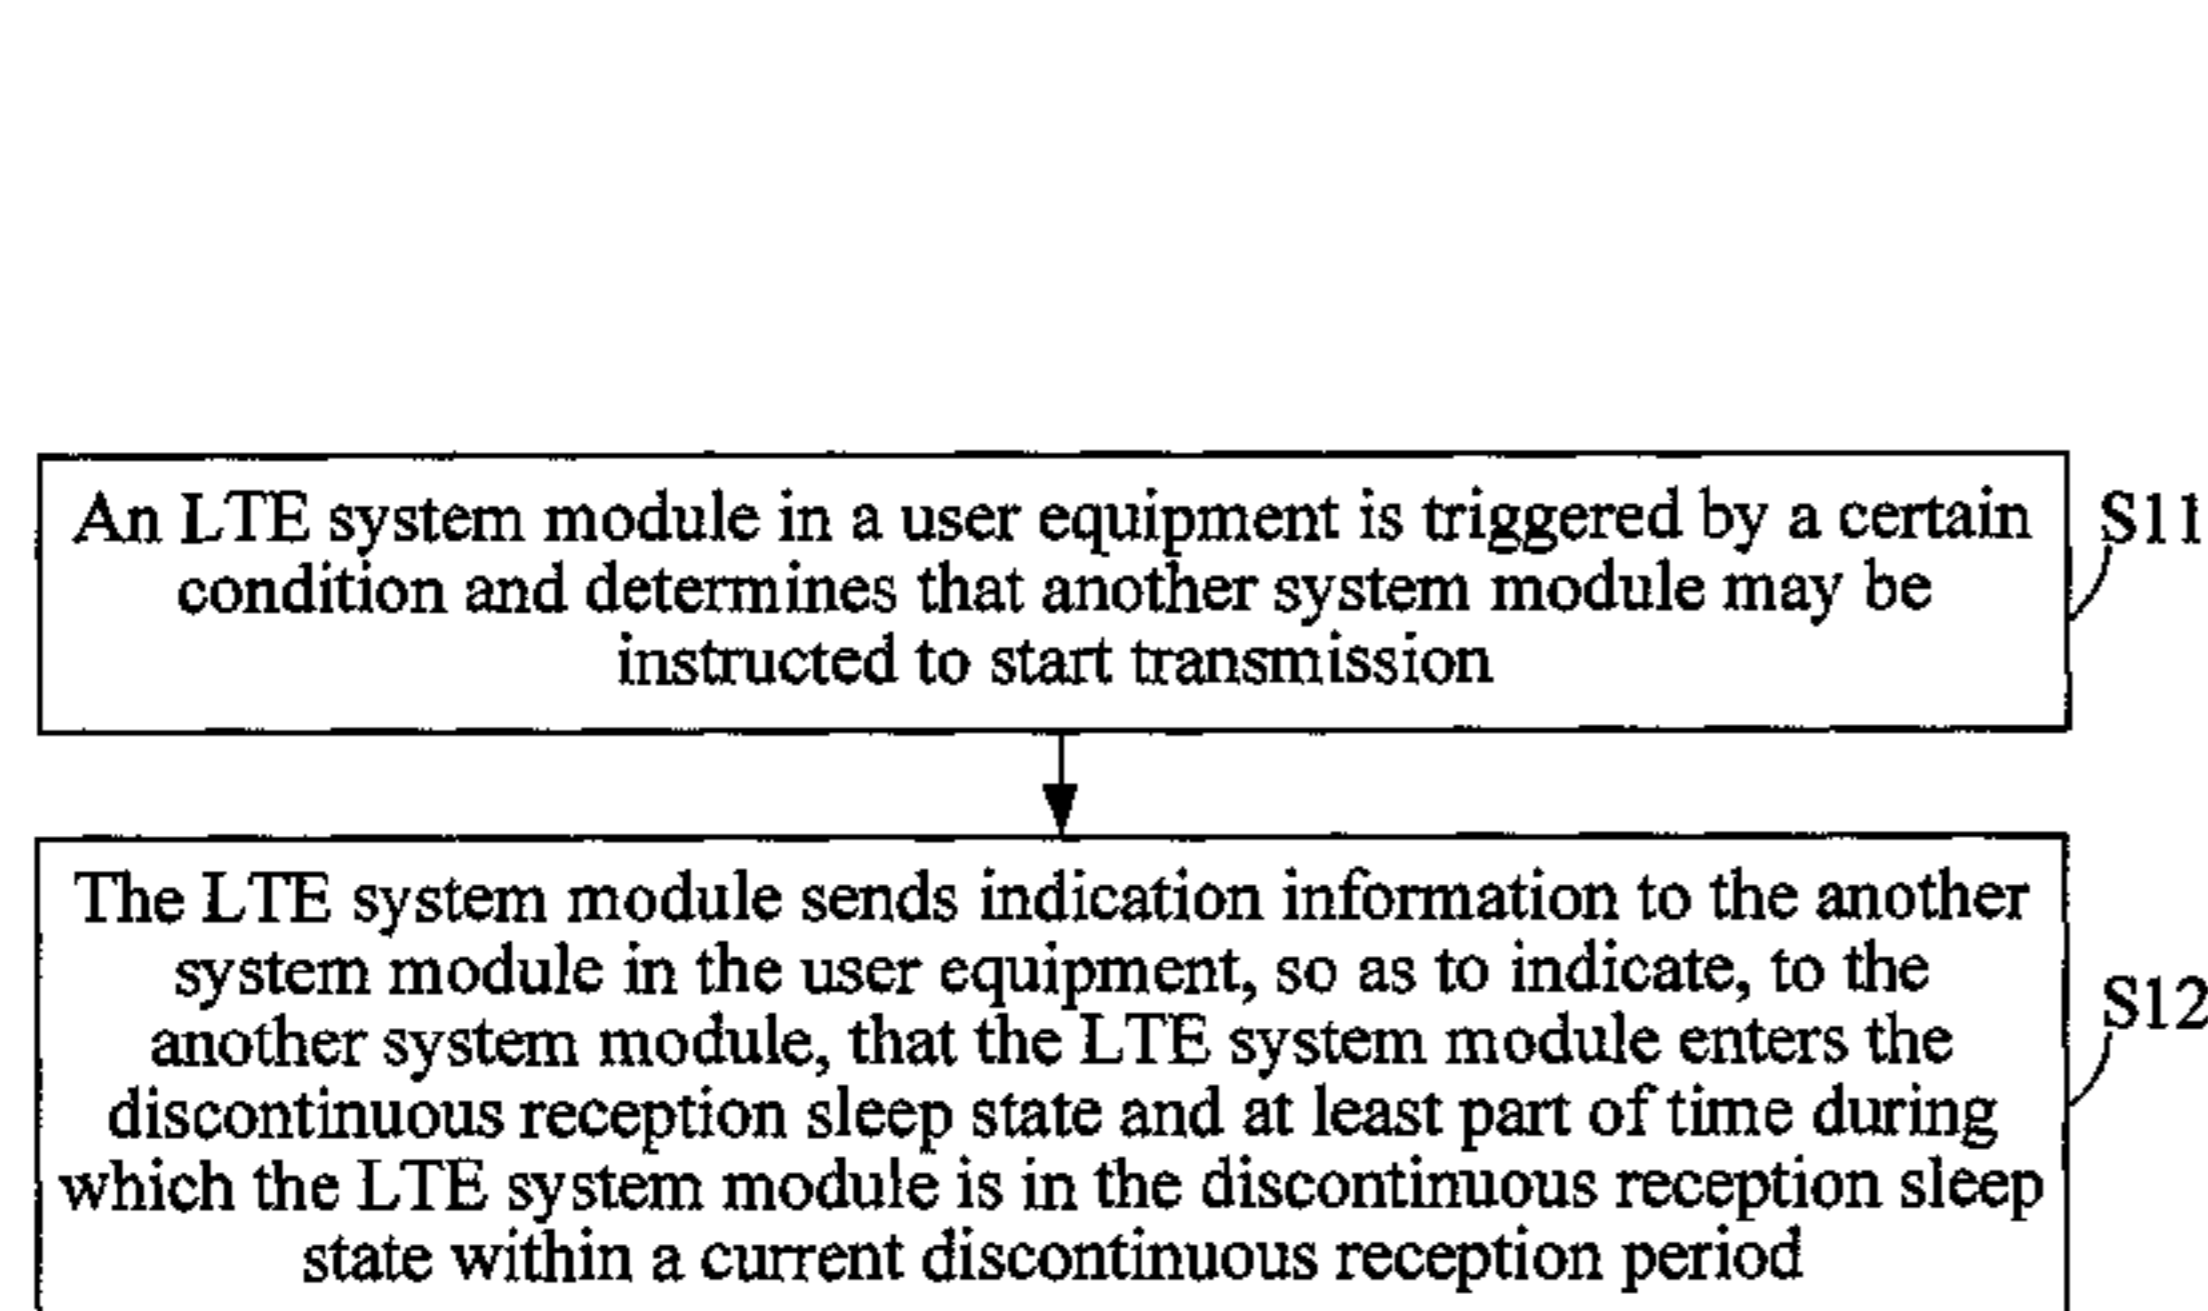 An LTE system module in a user equipment is triggered by a certain
condition and determines that another system module may be
instructed to start transmission
S11
The LTE system module sends indication information to the another
system module in the user equipment, so as to indicate, to the
another system module, that the LTE system module enters the
discontinuous reception sleep state and at least part of time during
which the LTE system module is in the discontinuous reception sleep
state within a current discontinuous reception period
S12